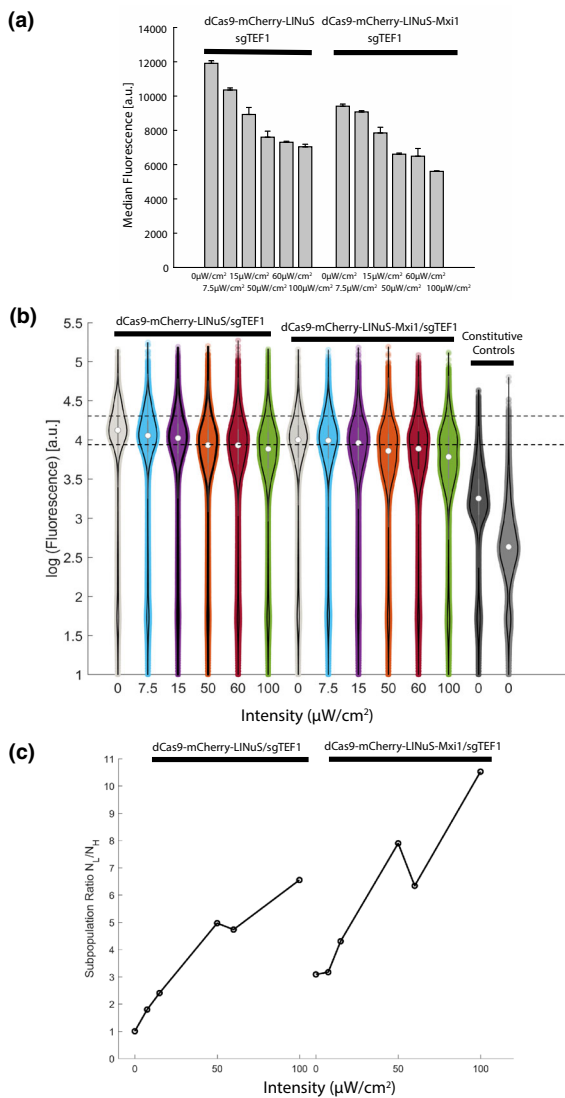 (a)
dCas9-mCherry-LINuS dCas9-mCherry-LINuS-Mxi1
sgTEF1 sgTEF1
Median Fluorescence [a.u.]
14000
12000
10000
8000
6000
4000
2000
0
0µW/cm² 15µW/cm² 60µW/cm² 0µW/cm² 15µW/cm² 60µW/cm²
7.5µW/cm² 50µW/cm² 100µW/cm² 7.5µW/cm² 50µW/cm² 100µW/cm²
(b)
dCas9-mCherry-LINuS/sgTEF1 dCas9-mCherry-LINuS-Mxi1/sgTEF1 Constitutive
Controls
log (Fluorescence) [a.u.]
5.5
5
4.5
4
3.5
3
2.5
2
1.5
1
0 7.5 15 50 60 100 0 7.5 15 50 60 100 0 0
Intensity (µW/cm²)
(c)
dCas9-mCherry-LINuS/sgTEF1 dCas9-mCherry-LINuS-Mxi1/sgTEF1
Subpopulation Ratio N_L/N_H
11
10
9
8
7
6
5
4
3
2
1
0
0 50 100 0 50 100
Intensity (µW/cm²)